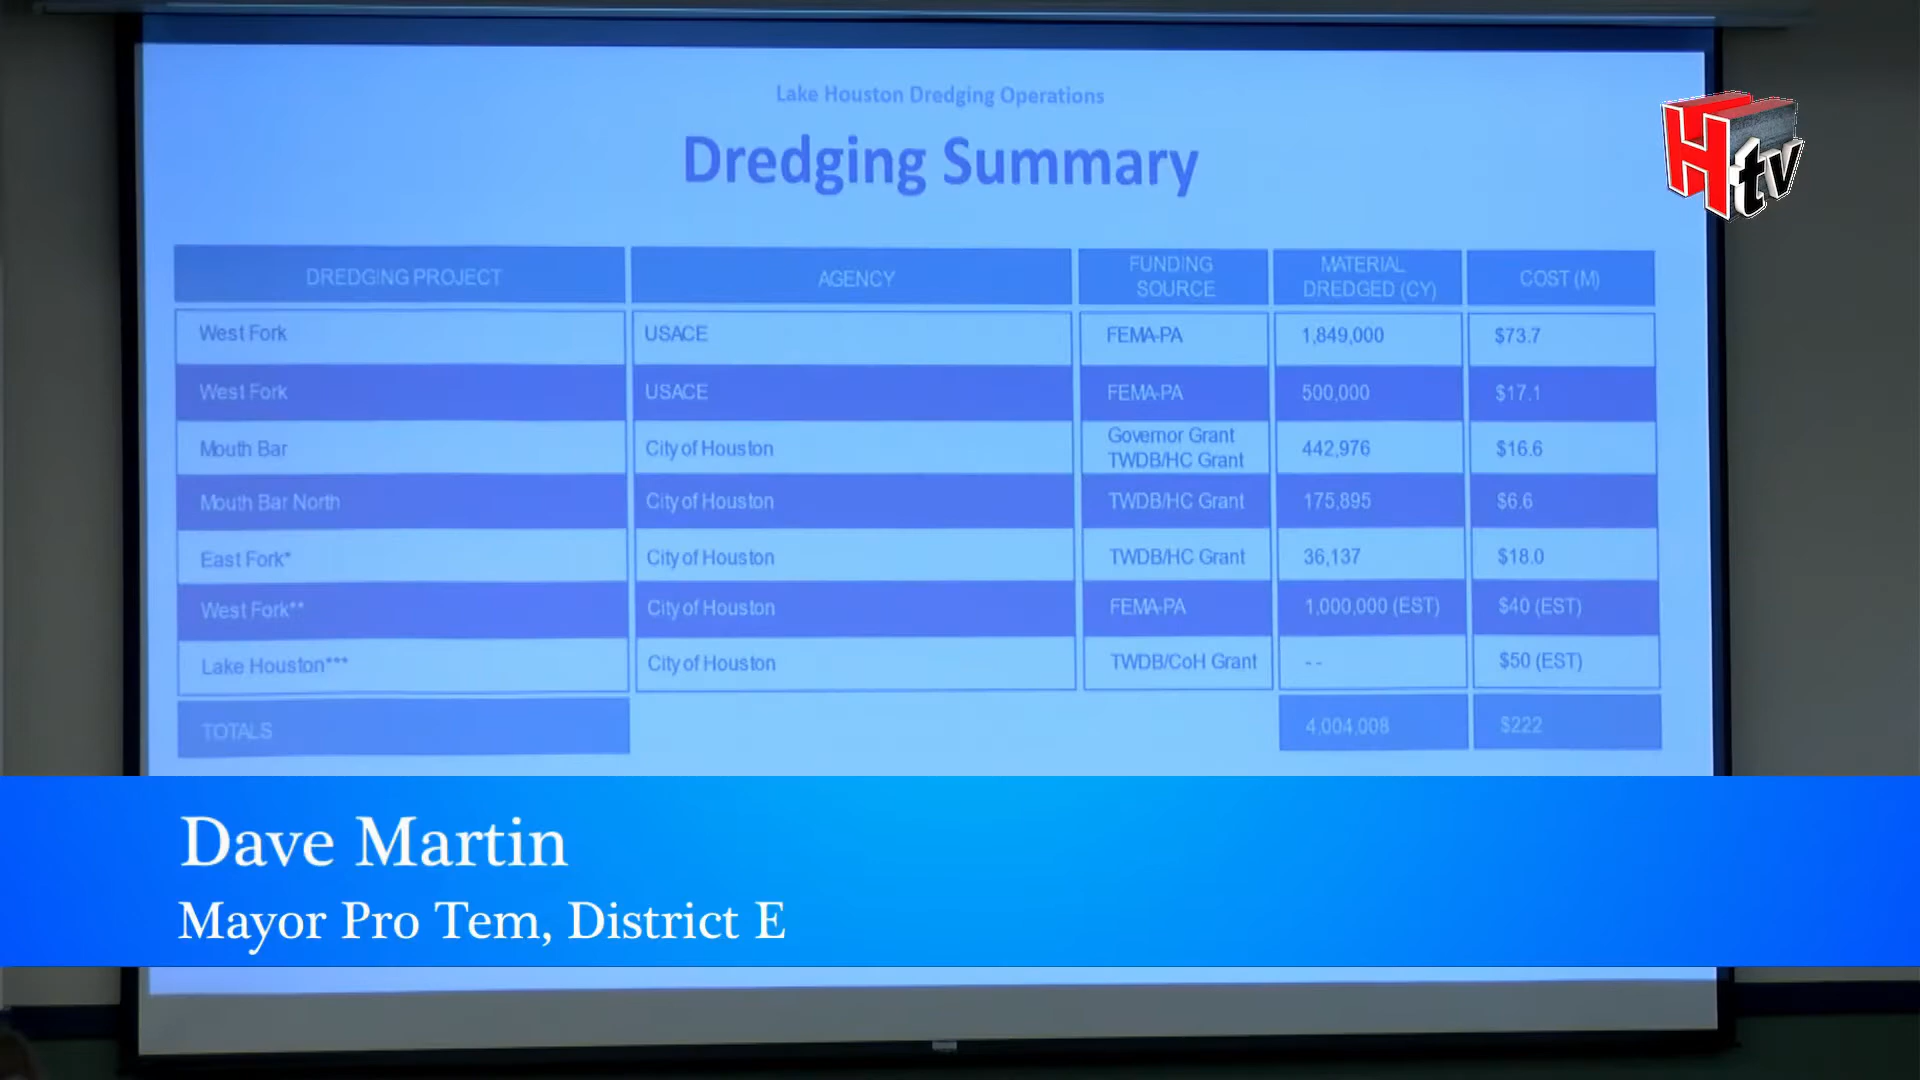 Lake Houston Dredging Operations
Dredging Summary
Htv
DREDGING PROJECT AGENCY FUNDING SOURCE MATERIAL DREDGED (CY) COST (M)
West Fork USACE FEMA-PA 1,849,000 $73.7
West Fork USACE FEMA-PA 500,000 $17.1
Mouth Bar City of Houston Governor Grant TWDB/HC Grant 442,976 $16.6
Mouth Bar North City of Houston TWDB/HC Grant 175,895 $6.6
East Fork* City of Houston TWDB/HC Grant 36,137 $18.0
West Fork** City of Houston FEMA-PA 1,000,000 (EST) $40 (EST)
Lake Houston*** City of Houston TWDB/CoH Grant -- $50 (EST)
TOTALS 4,004,008 $222
Dave Martin
Mayor Pro Tem, District E